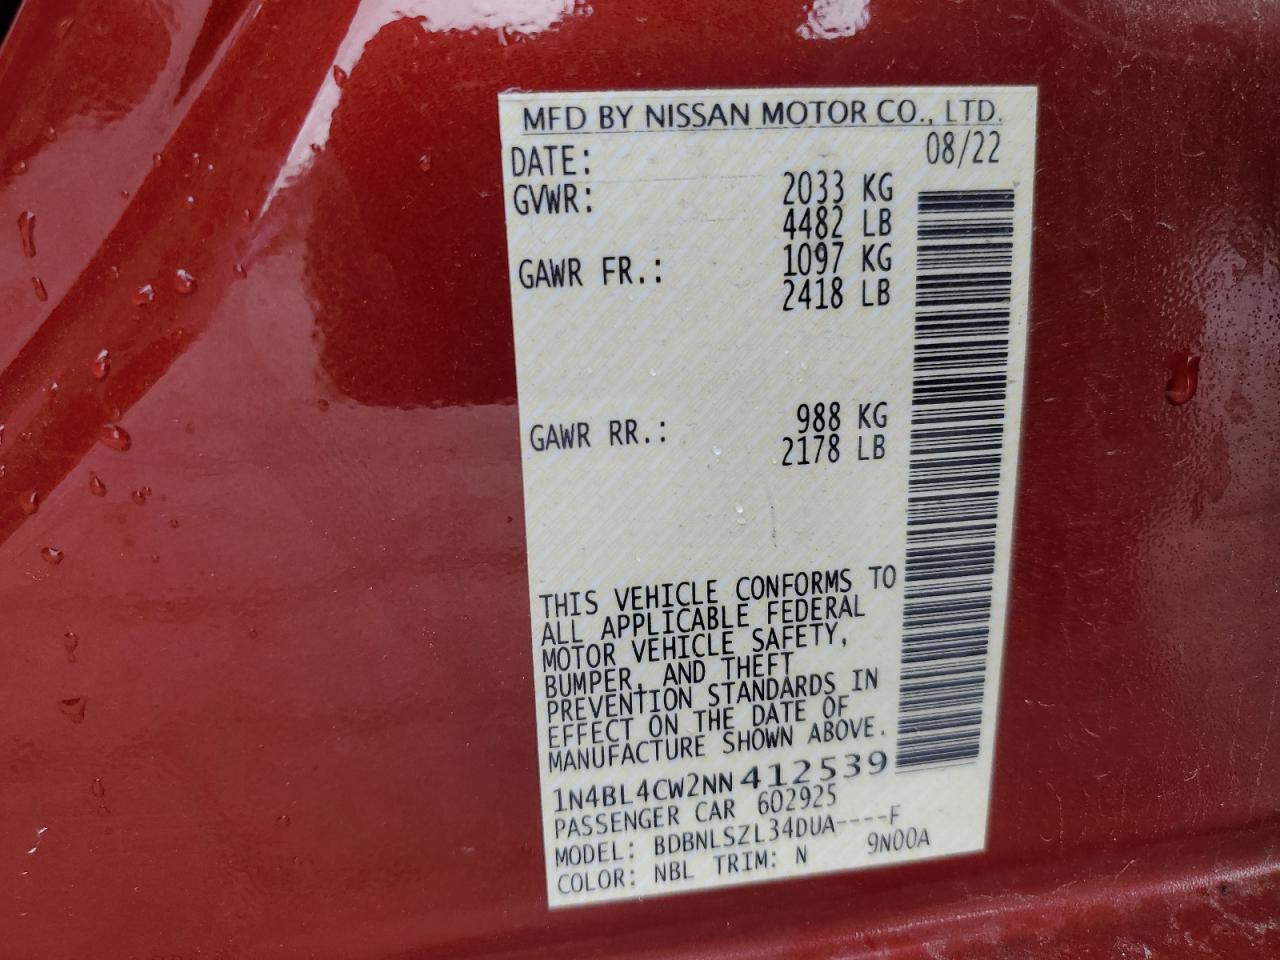 MFD BY NISSAN MOTOR CO., LTD.
DATE: 08/22
GVWR: 2033 KG
4482 LB
GAWR FR.: 1097 KG
2418 LB
GAWR RR.: 988 KG
2178 LB
THIS VEHICLE CONFORMS TO
ALL APPLICABLE FEDERAL
MOTOR VEHICLE SAFETY,
BUMPER, AND THEFT
PREVENTION STANDARDS IN
EFFECT ON THE DATE OF
MANUFACTURE SHOWN ABOVE.
1N4BL4CW2NN412539
PASSENGER CAR 602925
MODEL: BDBNLSZL34DUA----F
COLOR: NBL TRIM: N 9N00A